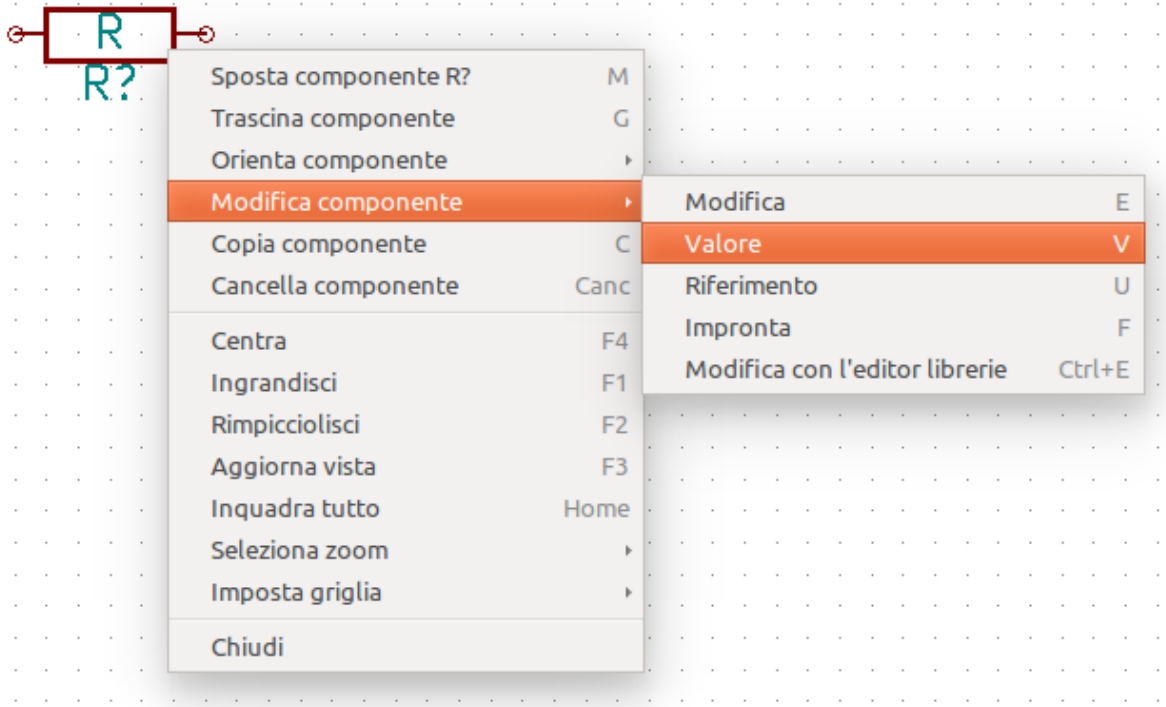 R
R?
Sposta componente R? M
Trascina componente G
Orienta componente
Modifica componente
Copia componente C
Cancella componente Canc
Centra F4
Ingrandisci F1
Rimpicciolisci F2
Aggiorna vista F3
Inquadra tutto Home
Seleziona zoom
Imposta griglia
Chiudi
Modifica E
Valore V
Riferimento U
Impronta F
Modifica con l'editor librerie Ctrl+E